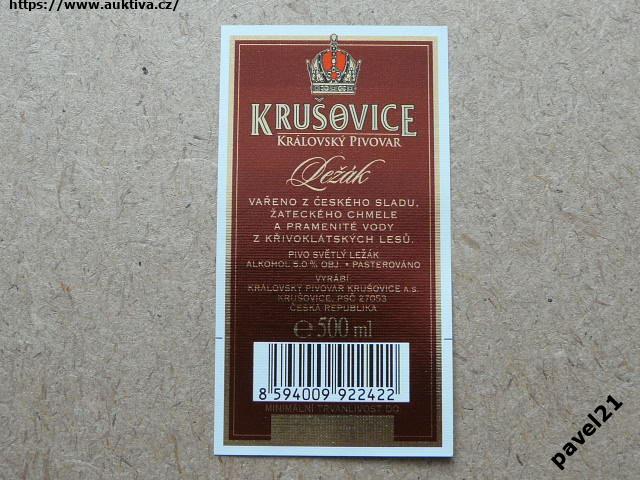 https://www.auktiva.cz/
KRUŠOVICE
KRÁLOVSKÝ PIVOVAR
Ležák
VAŘENO Z ČESKÉHO SLADU,
ŽATECKÉHO CHMELE
A PRAMENITÉ VODY
Z KŘIVOKLÁTSKÝCH LESŮ.
PIVO SVĚTLÝ LEŽÁK
ALKOHOL 5.0 % OBJ • PASTEROVÁNO
VYRÁBÍ
KRÁLOVSKÝ PIVOVAR KRUŠOVICE A.S.
KRUŠOVICE, PSČ 27053
ČESKÁ REPUBLIKA
℮ 500 ml
8 594009 922422
MINIMÁLNÍ TRVANLIVOST DO
pavel21